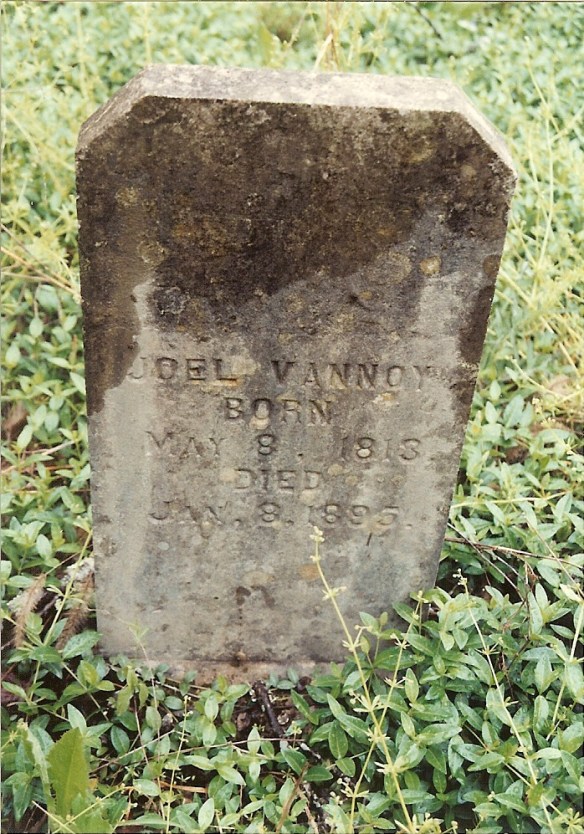 JOEL VANNOY
BORN
MAY 8. 1813
DIED
JAN. 8. 1895.